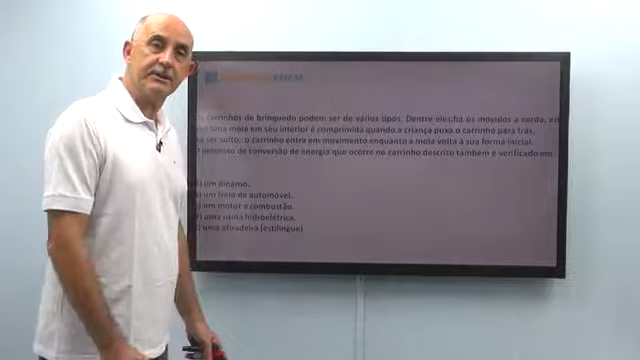 carrinhos de brinquedo podem ser de vários tipos. Dentre eles, há os movidos a corda, em
que uma mola em seu interior é comprimida quando a criança puxa o carrinho para trás.
ser solto, o carrinho entra em movimento enquanto a mola volta à sua forma inicial.
processo de conversão de energia que ocorre no carrinho descrito também é verificado em:
um dínamo.
um freio de automóvel.
um motor a combustão.
uma usina hidroelétrica.
uma atiradeira (estilingue)